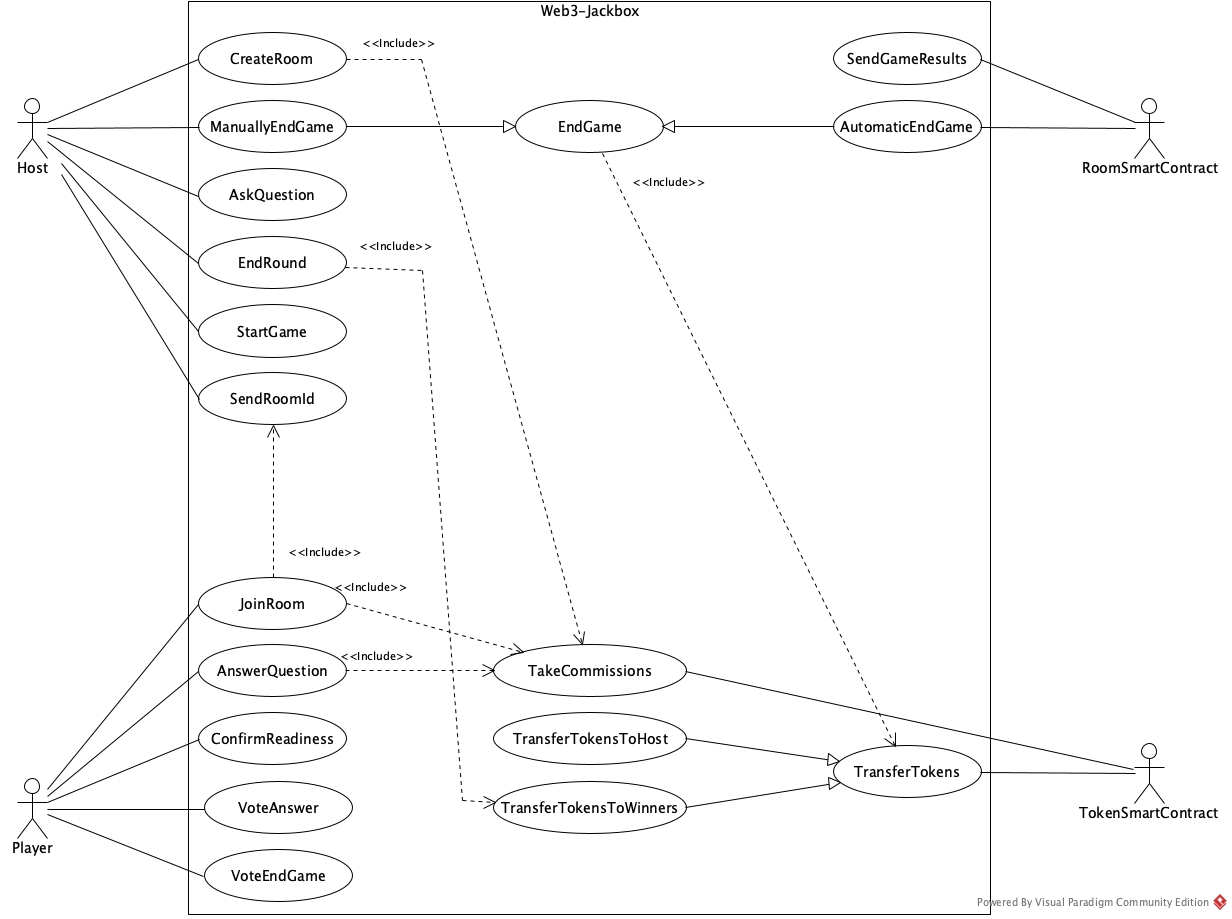 Web3-Jackbox
<<Include>>
CreateRoom
SendGameResults
ManuallyEndGame
EndGame
AutomaticEndGame
Host
RoomSmartContract
<<Include>>
AskQuestion
<<Include>>
EndRound
StartGame
SendRoomId
<<Include>>
<<Include>>
JoinRoom
<<Include>>
AnswerQuestion
TakeCommissions
ConfirmReadiness
TransferTokensToHost
TransferTokens
VoteAnswer
TransferTokensToWinners
TokenSmartContract
Player
VoteEndGame
Powered By Visual Paradigm Community Edition